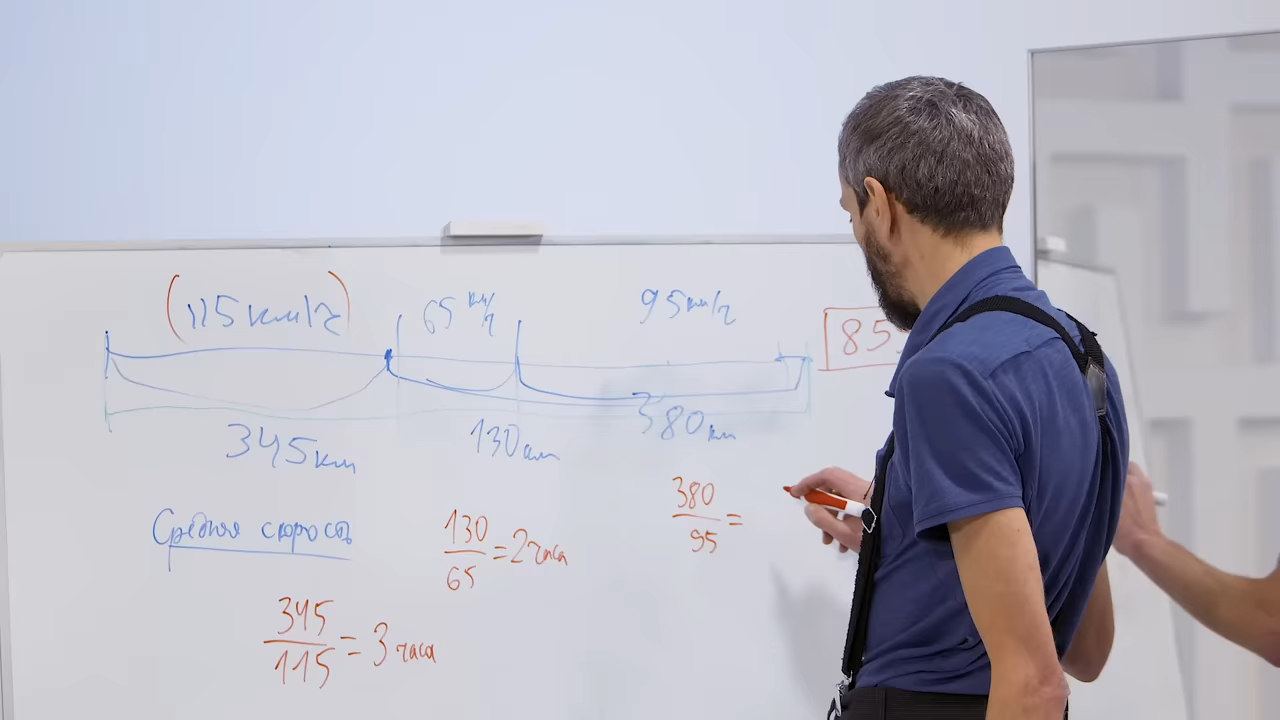 (115 км/ч)
65 км/ч
95 км/ч
855
345 км
130 км
380 км
Средняя скорость
130/65 = 2 часа
380/95 =
345/115 = 3 часа